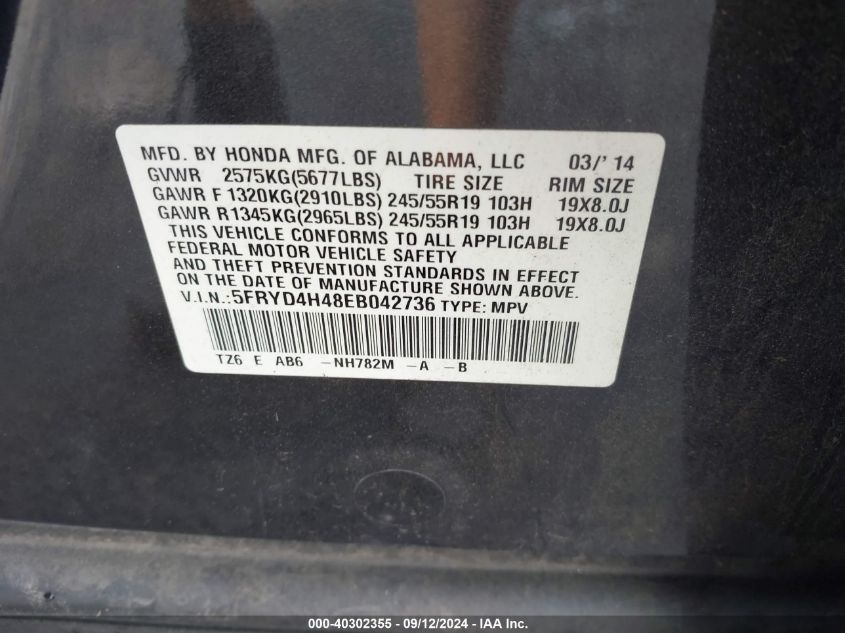 MFD. BY HONDA MFG. OF ALABAMA, LLC 03/' 14
GVWR 2575KG(5677LBS) TIRE SIZE RIM SIZE
GAWR F 1320KG(2910LBS) 245/55R19 103H 19X8.0J
GAWR R1345KG(2965LBS) 245/55R19 103H 19X8.0J
THIS VEHICLE CONFORMS TO ALL APPLICABLE
FEDERAL MOTOR VEHICLE SAFETY
AND THEFT PREVENTION STANDARDS IN EFFECT
ON THE DATE OF MANUFACTURE SHOWN ABOVE.
V.I.N.:5FRYD4H48EB042736 TYPE: MPV
TZ6 E AB6 -NH782M -A -B
000-40302355 - 09/12/2024 - IAA Inc.